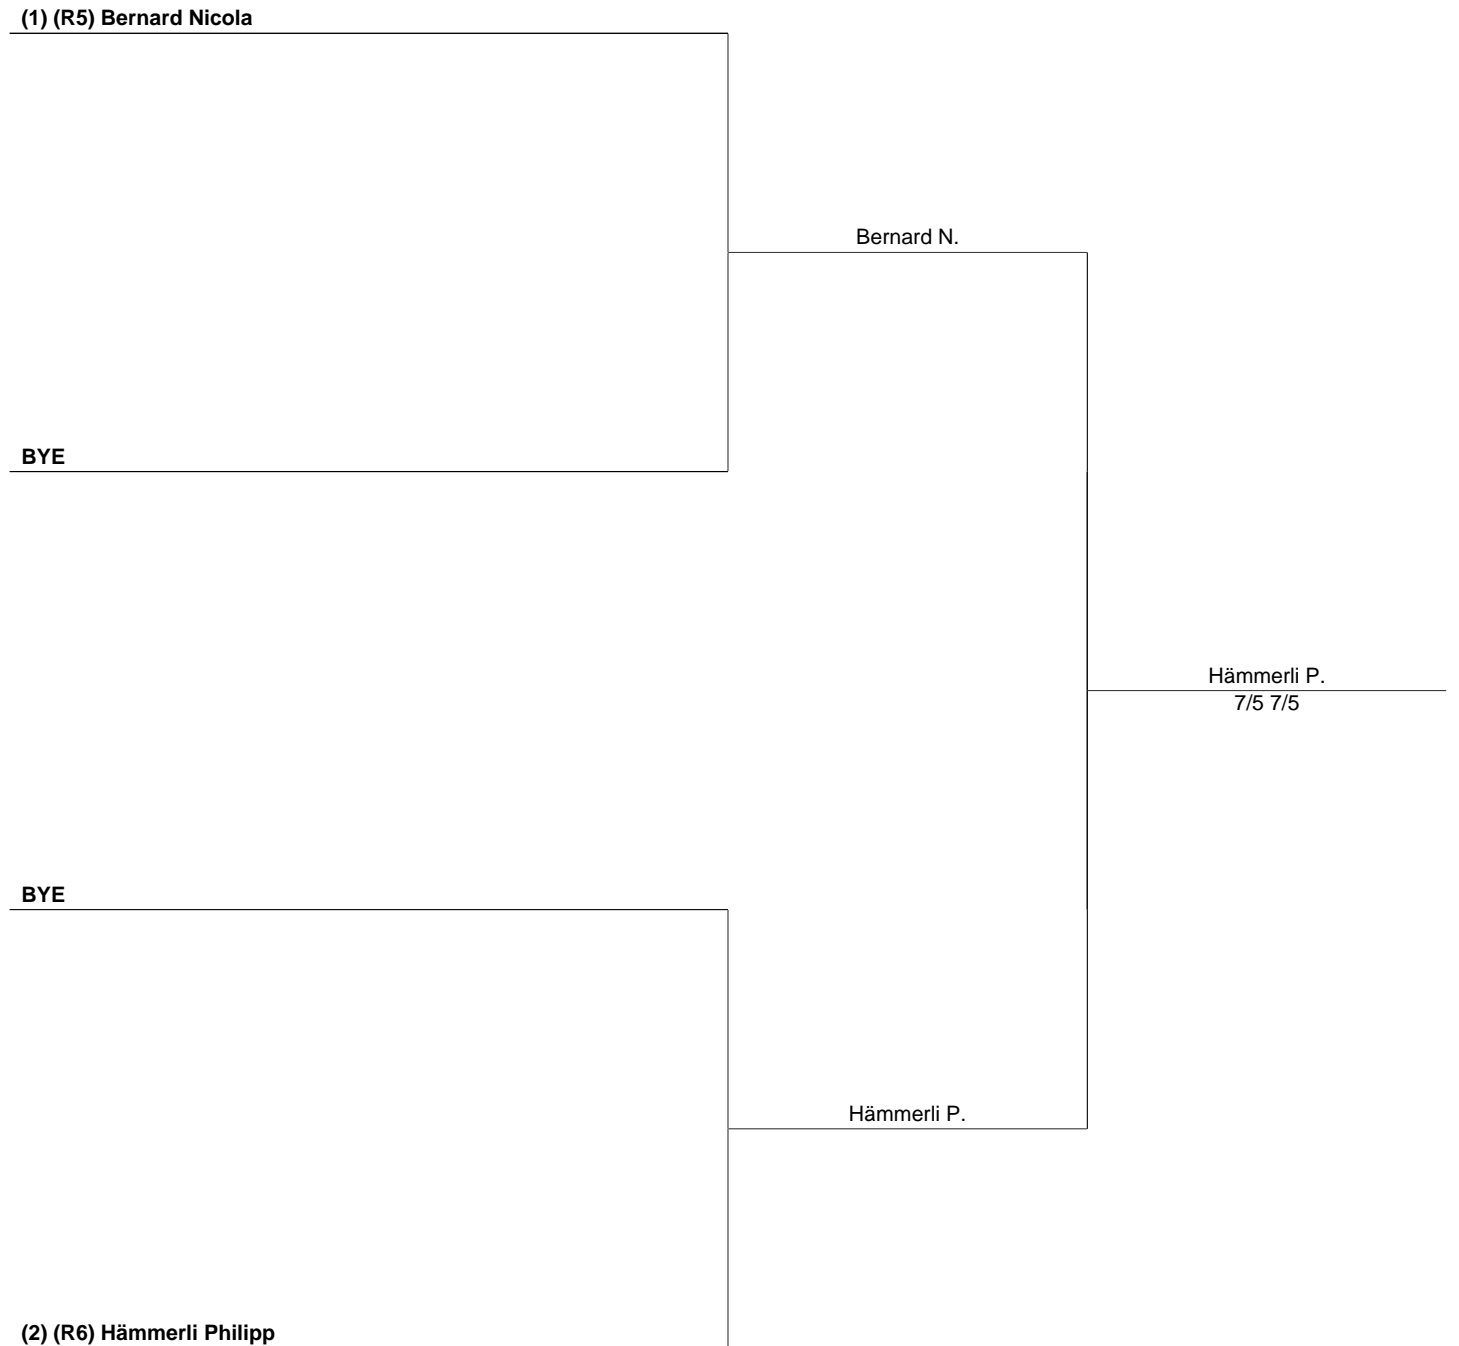 (1) (R5) Bernard Nicola
Bernard N.
BYE
Hämmerli P.
7/5 7/5
BYE
Hämmerli P.
(2) (R6) Hämmerli Philipp